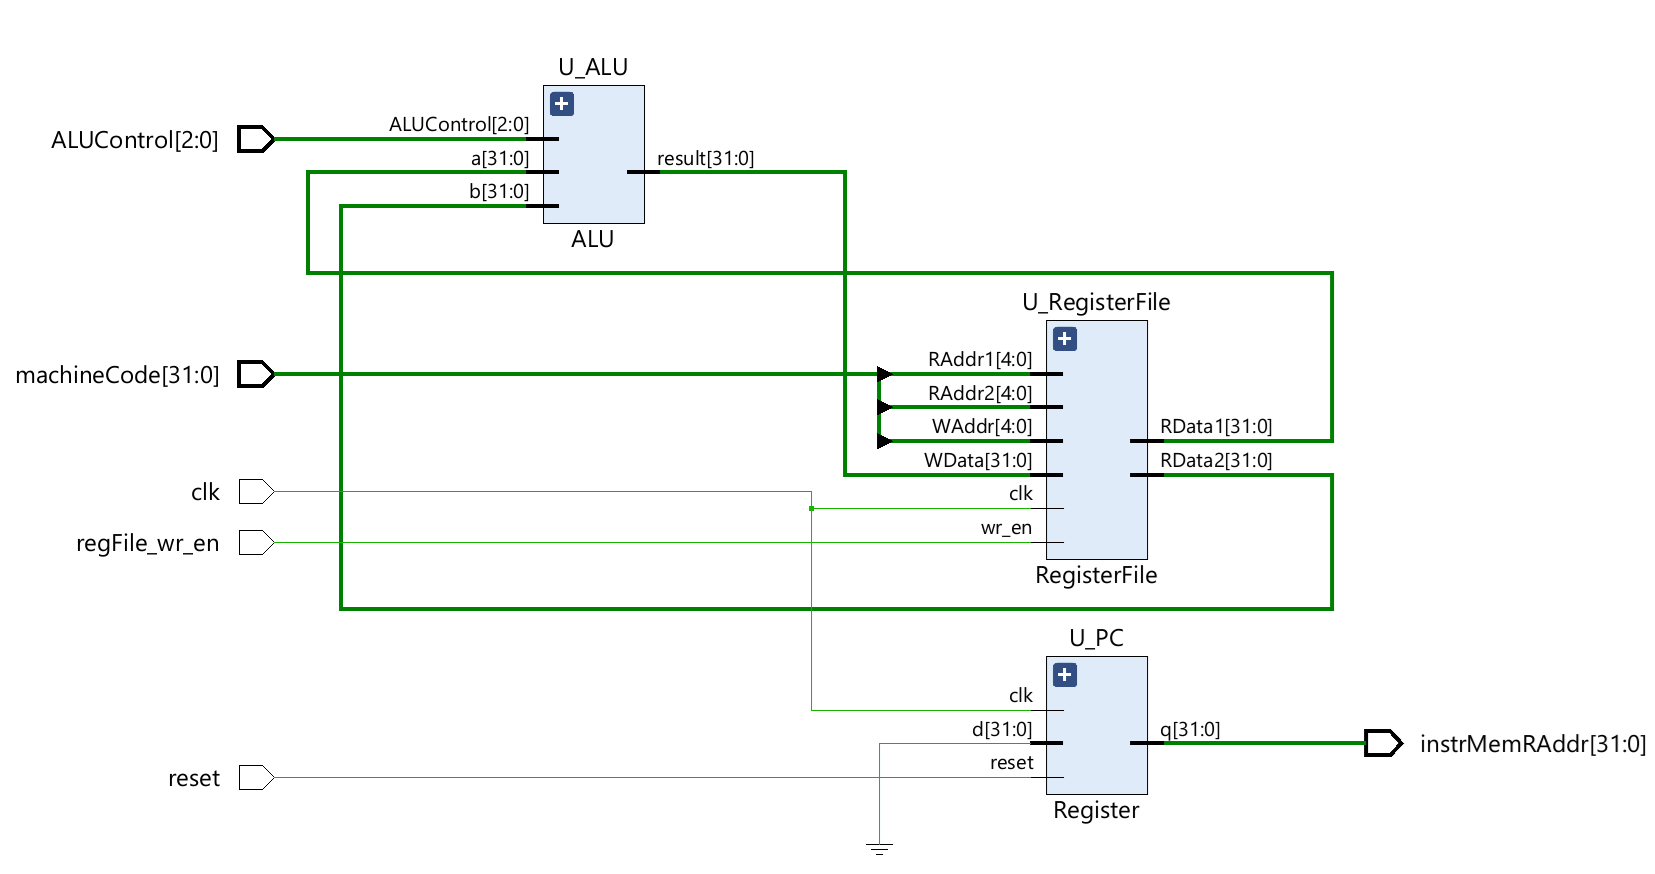 U_ALU
ALUControl[2:0]
ALUControl[2:0]
a[31:0]
result[31:0]
b[31:0]
ALU
U_RegisterFile
machineCode[31:0]
RAddr1[4:0]
RAddr2[4:0]
WAddr[4:0]
RData1[31:0]
WData[31:0]
RData2[31:0]
clk
clk
regFile_wr_en
wr_en
RegisterFile
U_PC
clk
d[31:0]
q[31:0]
instrMemRAddr[31:0]
reset
reset
Register